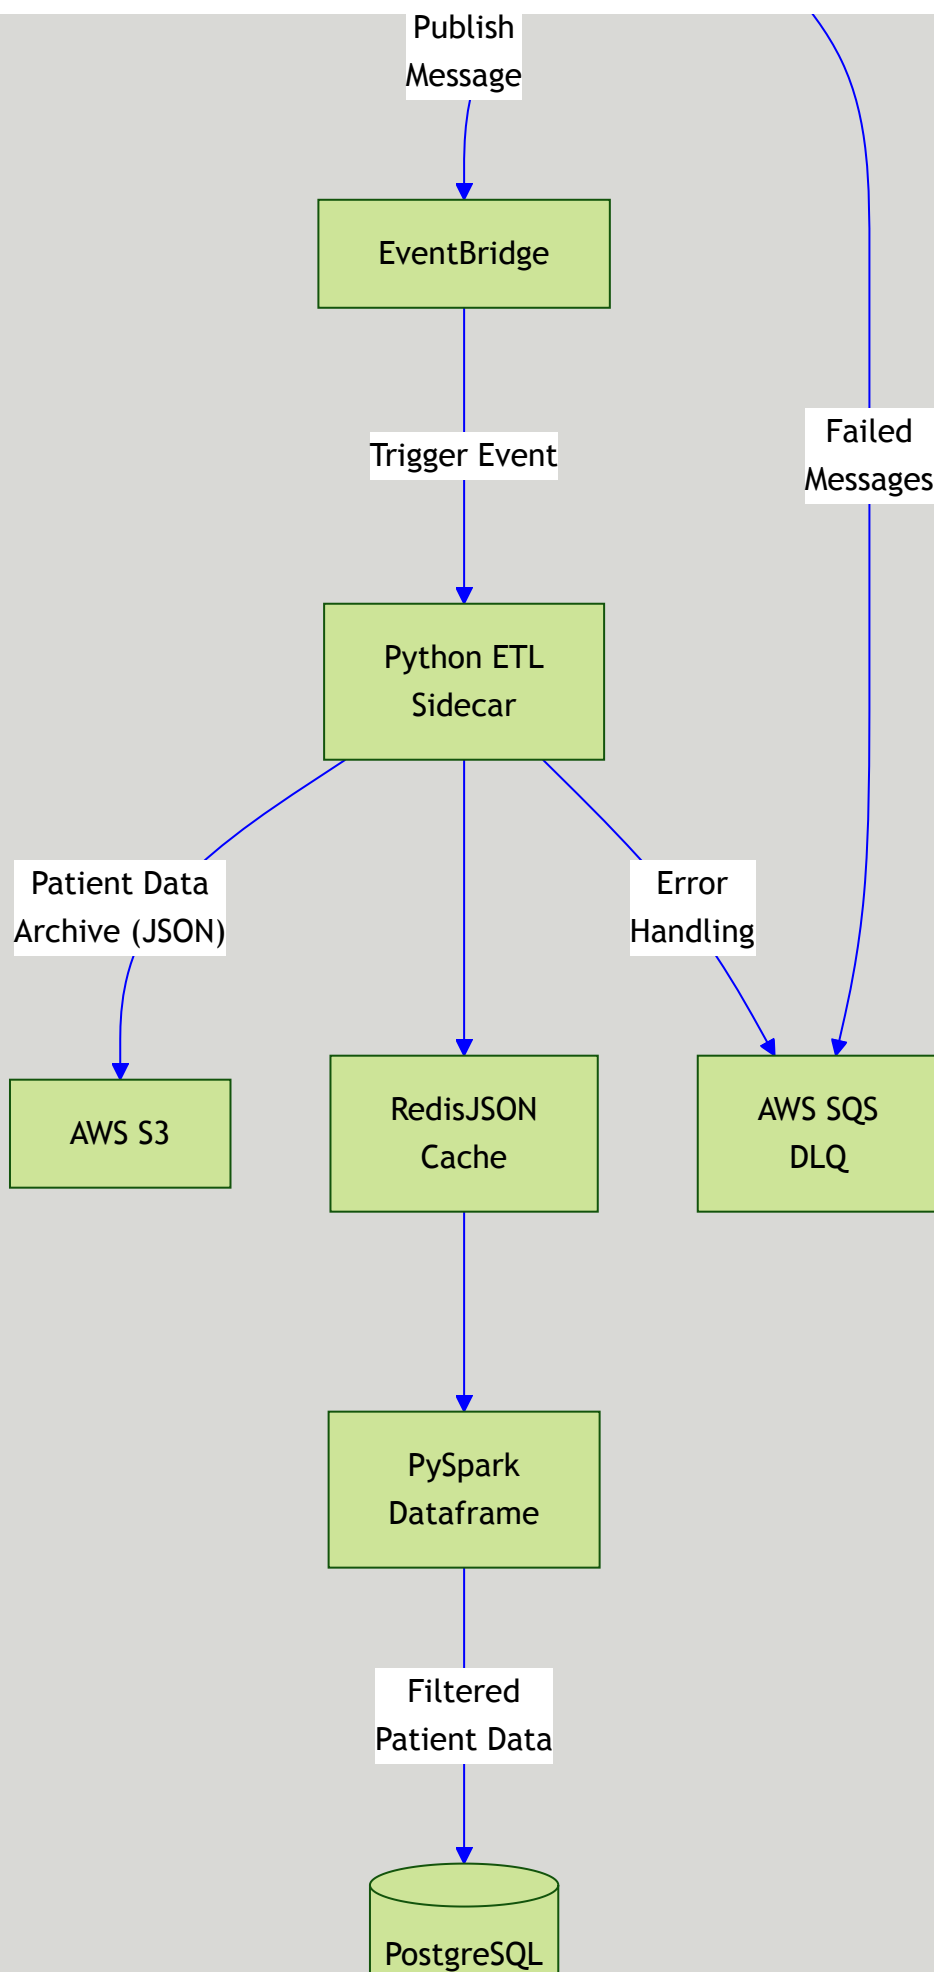 Publish
Message
EventBridge
Trigger Event
Failed
Messages
Python ETL
Sidecar
Patient Data
Archive (JSON)
Error
Handling
AWS S3
RedisJSON
Cache
AWS SQS
DLQ
PySpark
Dataframe
Filtered
Patient Data
PostgreSQL